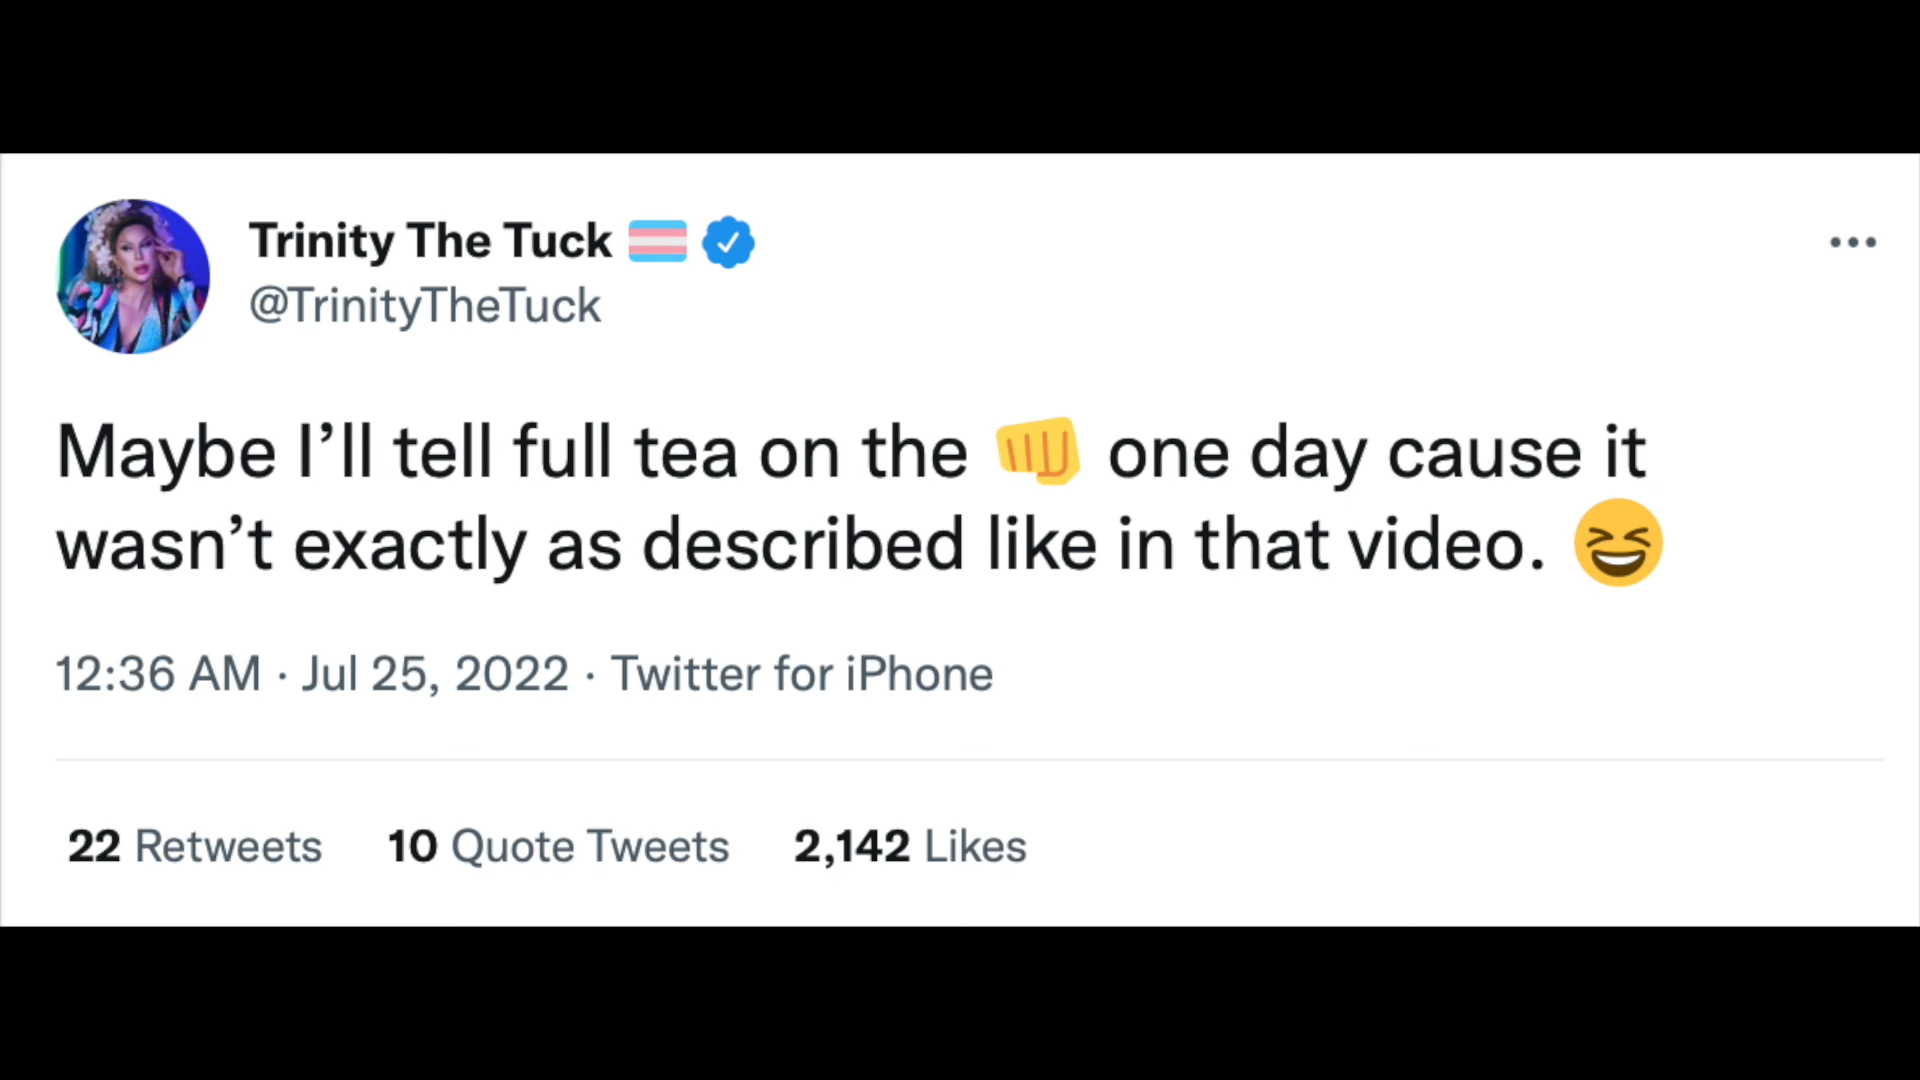 Trinity The Tuck 🏳️‍⚧️
@TrinityTheTuck
Maybe I’ll tell full tea on the 👊 one day cause it
wasn’t exactly as described like in that video. 😆
12:36 AM · Jul 25, 2022 · Twitter for iPhone
22 Retweets 10 Quote Tweets 2,142 Likes